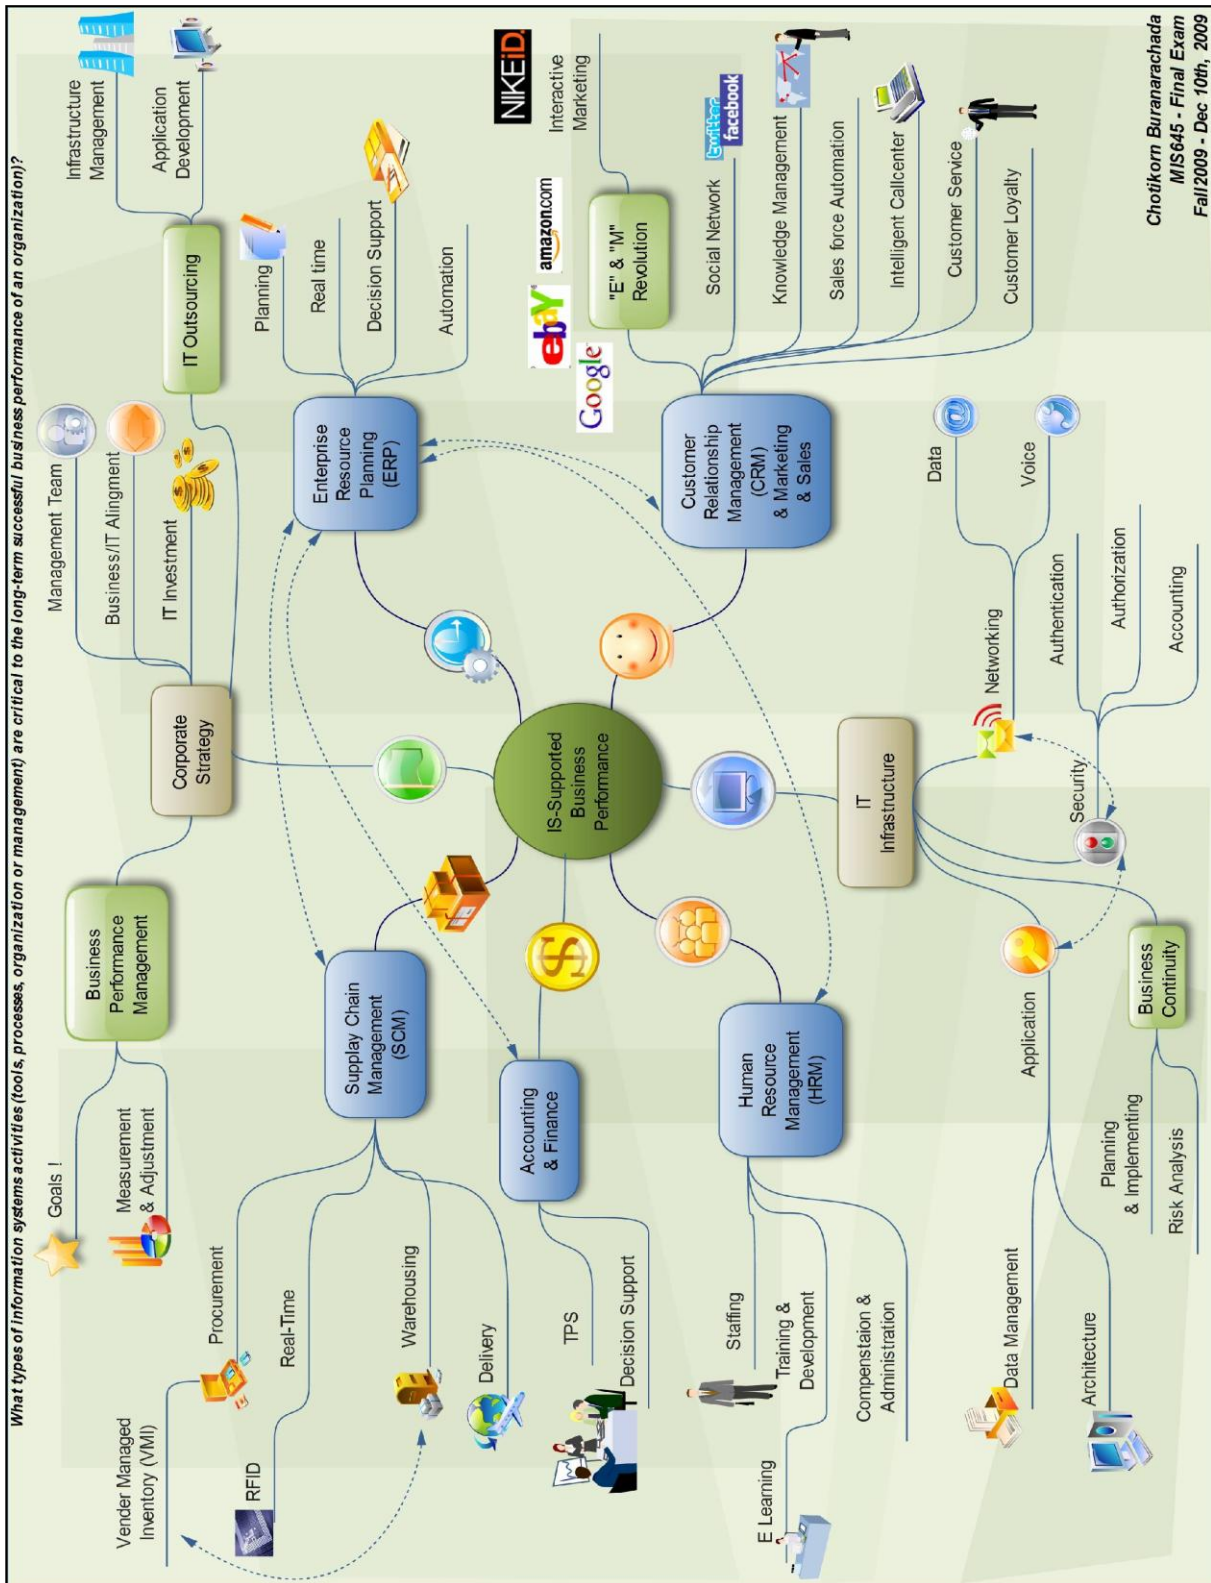 What types of information systems activities (tools, processes, organization or management) are critical to the long-term successful business performance of an organization)?
Goals !
Measurement
& Adjustment
Business
Performance
Management
Corporate
Strategy
Management Team
Business/IT Alingment
IT Investment
IT Outsourcing
Infrastructure
Management
Application
Development
Vender Managed
Inventory (VMI)
Procurement
RFID
Real-Time
Warehousing
Delivery
Supplay Chain
Management
(SCM)
Enterprise
Resource
Planning
(ERP)
Planning
Real time
Decision Support
Automation
TPS
Decision Support
Accounting
& Finance
IS-Supported
Business
Performance
Google
ebaY
amazon.com
NIKEiD.
"E" & "M"
Revolution
Interactive
Marketing
Customer
Relationship
Management
(CRM)
& Marketing
& Sales
Social Network
twitter
facebook
Knowledge Management
Sales force Automation
Intelligent Callcenter
Customer Service
Customer Loyalty
Staffing
Training &
Development
E Learning
Compenstaion &
Administration
Human
Resource
Management
(HRM)
IT
Infrastructure
Networking
Data
Voice
Security
Authentication
Authorization
Accounting
Application
Data Management
Architecture
Business
Continuity
Planning
& Implementing
Risk Analysis
Chotikorn Buranarachada
MIS645 - Final Exam
Fall 2009 - Dec 10th, 2009